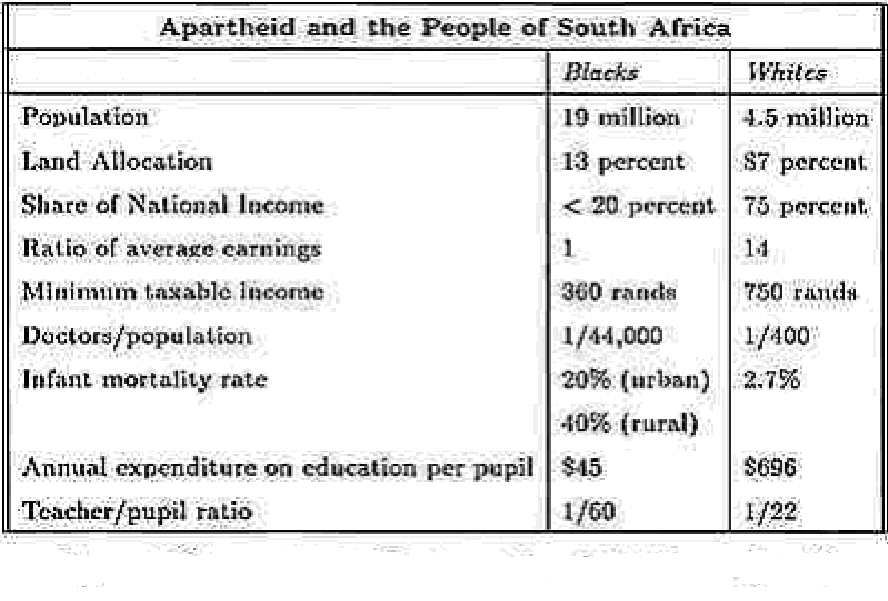 Apartheid and the People of South Africa
Blacks Whites
Population 19 million 4.5 million
Land Allocation 13 percent 87 percent
Share of National Income < 20 percent 75 percent
Ratio of average earnings 1 14
Minimum taxable income 360 rands 750 rands
Doctors/population 1/44,000 1/400
Infant mortality rate 20% (urban) 2.7%
40% (rural)
Annual expenditure on education per pupil $45 $696
Teacher/pupil ratio 1/60 1/22